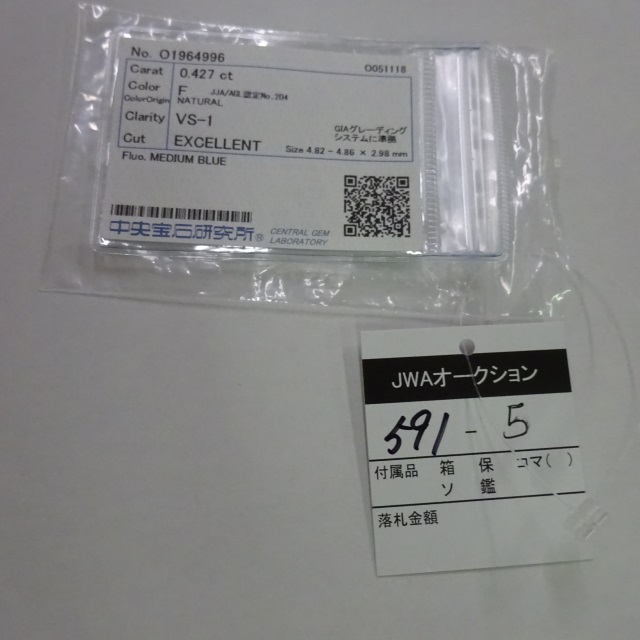 No. O1964996
O051118
Carat 0.427 ct
Color F JJA/AGL認定No.204
ColorOrigin NATURAL
Clarity VS-1
GIAグレーディング
システムに準拠
Cut EXCELLENT
Size 4.82 - 4.86 × 2.98 mm
Fluo. MEDIUM BLUE
中央宝石研究所®
CENTRAL GEM
LABORATORY
JWAオークション
591 - 5
付属品 箱 保 コマ( )
ソ 鑑
落札金額